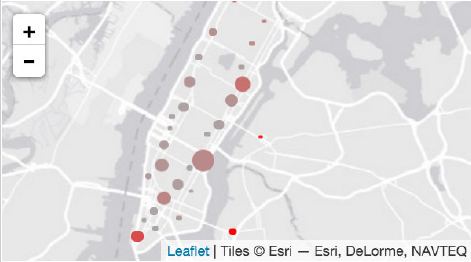 +
−
Leaflet | Tiles © Esri — Esri, DeLorme, NAVTEQ